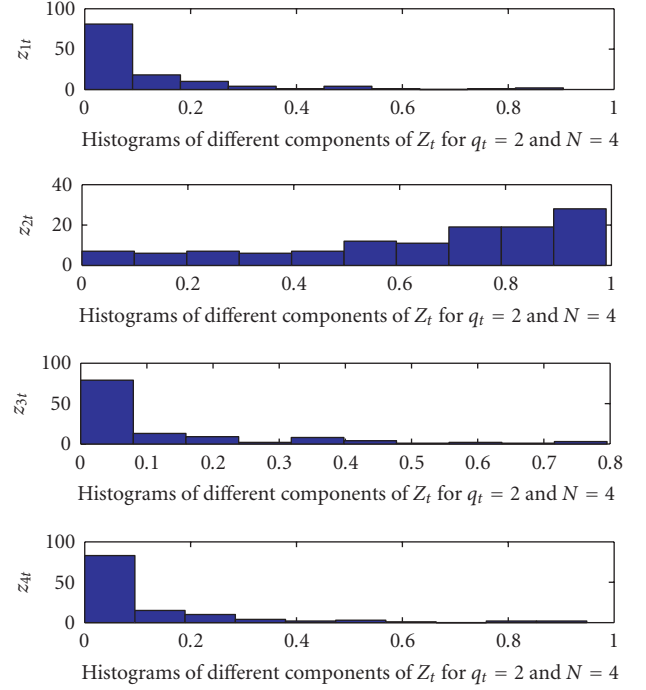 100
50
0
z1t
0 0.2 0.4 0.6 0.8 1
Histograms of different components of Zt for qt = 2 and N = 4
40
20
0
z2t
0 0.2 0.4 0.6 0.8 1
Histograms of different components of Zt for qt = 2 and N = 4
100
50
0
z3t
0 0.1 0.2 0.3 0.4 0.5 0.6 0.7 0.8
Histograms of different components of Zt for qt = 2 and N = 4
100
50
0
z4t
0 0.2 0.4 0.6 0.8 1
Histograms of different components of Zt for qt = 2 and N = 4